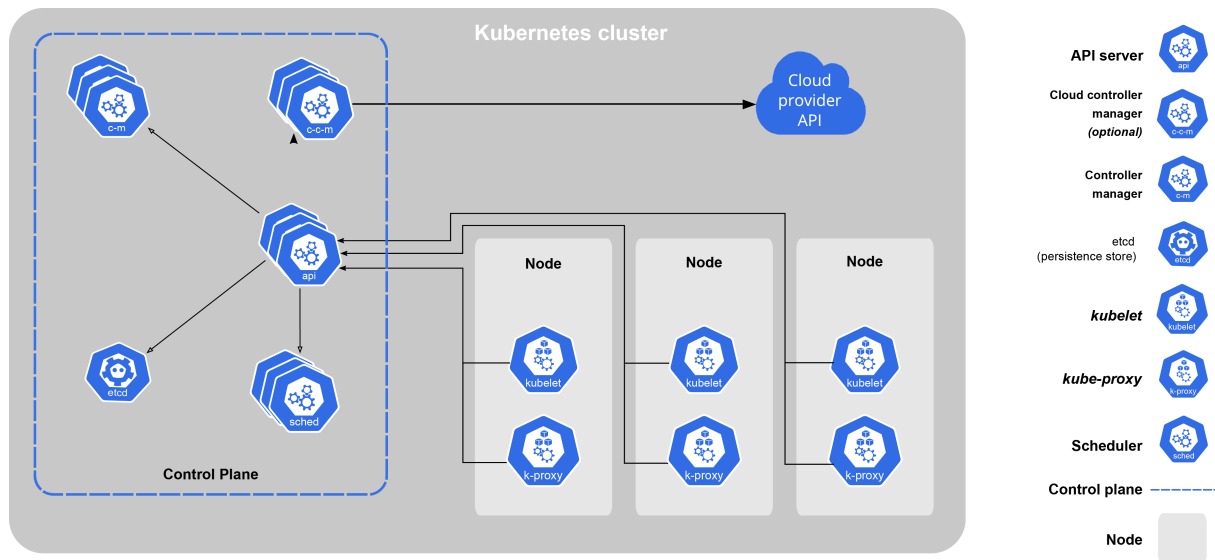 Kubernetes cluster
c-m
c-c-m
Cloud
provider
API
api
etcd
sched
Control Plane
Node
kubelet
k-proxy
Node
kubelet
k-proxy
Node
kubelet
k-proxy
API server
api
Cloud controller
manager
(optional)
c-c-m
Controller
manager
c-m
etcd
(persistence store)
etcd
kubelet
kubelet
kube-proxy
k-proxy
Scheduler
sched
Control plane
Node